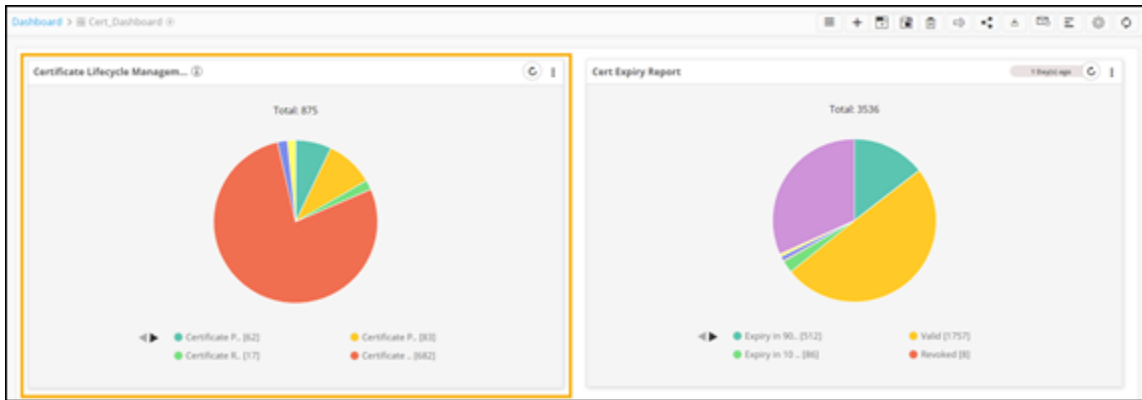 Dashboard > Cert_Dashboard
Certificate Lifecycle Managem...
Total: 875
Certificate P.. [62]
Certificate P.. [83]
Certificate R.. [17]
Certificate .. [682]
Cert Expiry Report
1 Day(s) ago
Total: 3536
Expiry in 90.. [512]
Valid [1757]
Expiry in 10 .. [86]
Revoked [8]